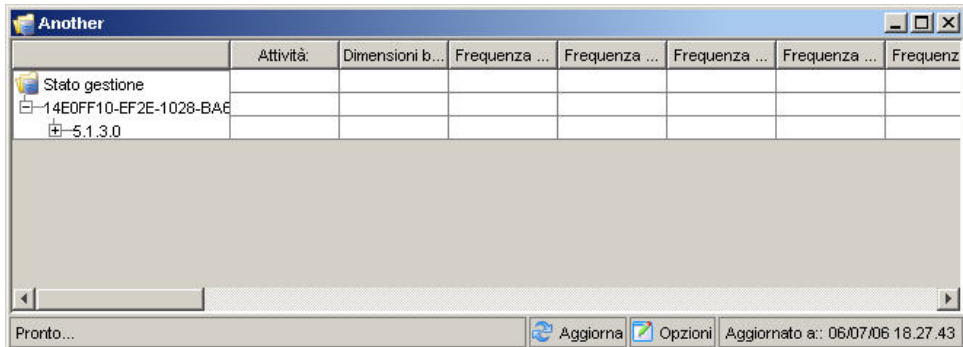 Another
Attività: Dimensioni b... Frequenza ... Frequenza ... Frequenza ... Frequenza ... Frequenz
Stato gestione
14E0FF10-EF2E-1028-BA6
5.1.3.0
Pronto... Aggiorna Opzioni Aggiornato a:: 06/07/06 18.27.43